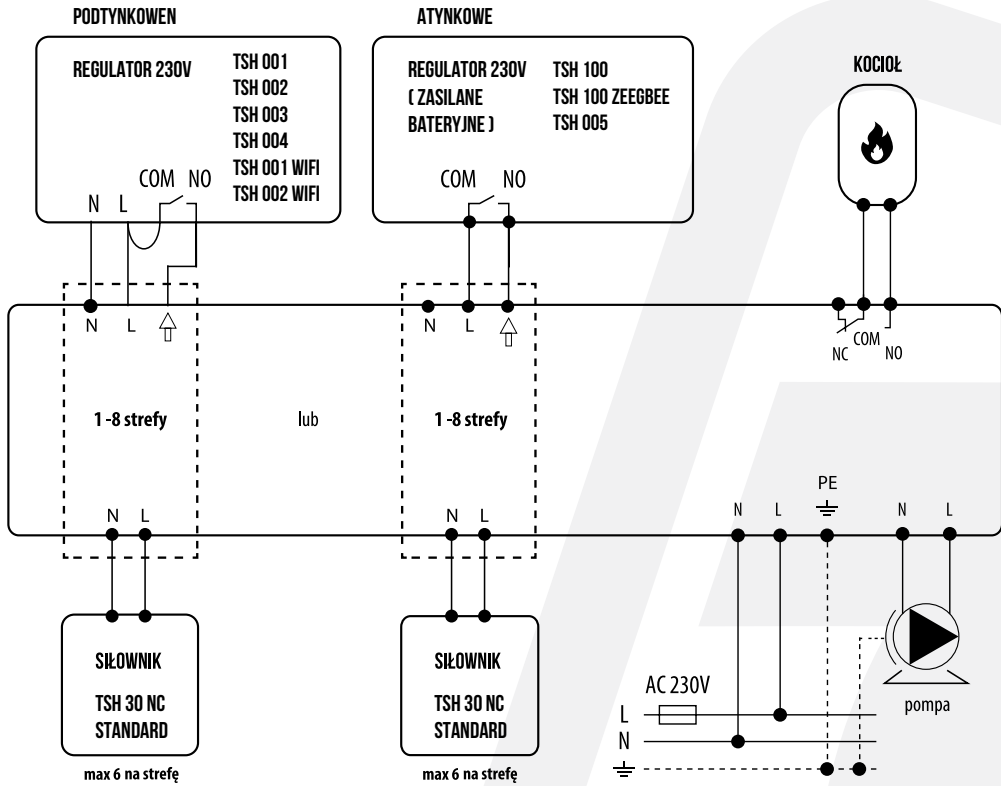 PODTYNKOWEN
ATYNKOWE
REGULATOR 230V
TSH 001
TSH 002
TSH 003
TSH 004
TSH 001 WIFI
TSH 002 WIFI
COM NO
N L
REGULATOR 230V
( ZASILANE
BATERYJNE )
TSH 100
TSH 100 ZEEGBEE
TSH 005
COM NO
KOCIOŁ
N L
N L
NC COM NO
1 -8 strefy
lub
1 -8 strefy
N L
N L
PE
N L
N L
SIŁOWNIK
TSH 30 NC
STANDARD
max 6 na strefę
SIŁOWNIK
TSH 30 NC
STANDARD
max 6 na strefę
AC 230V
L
N
pompa